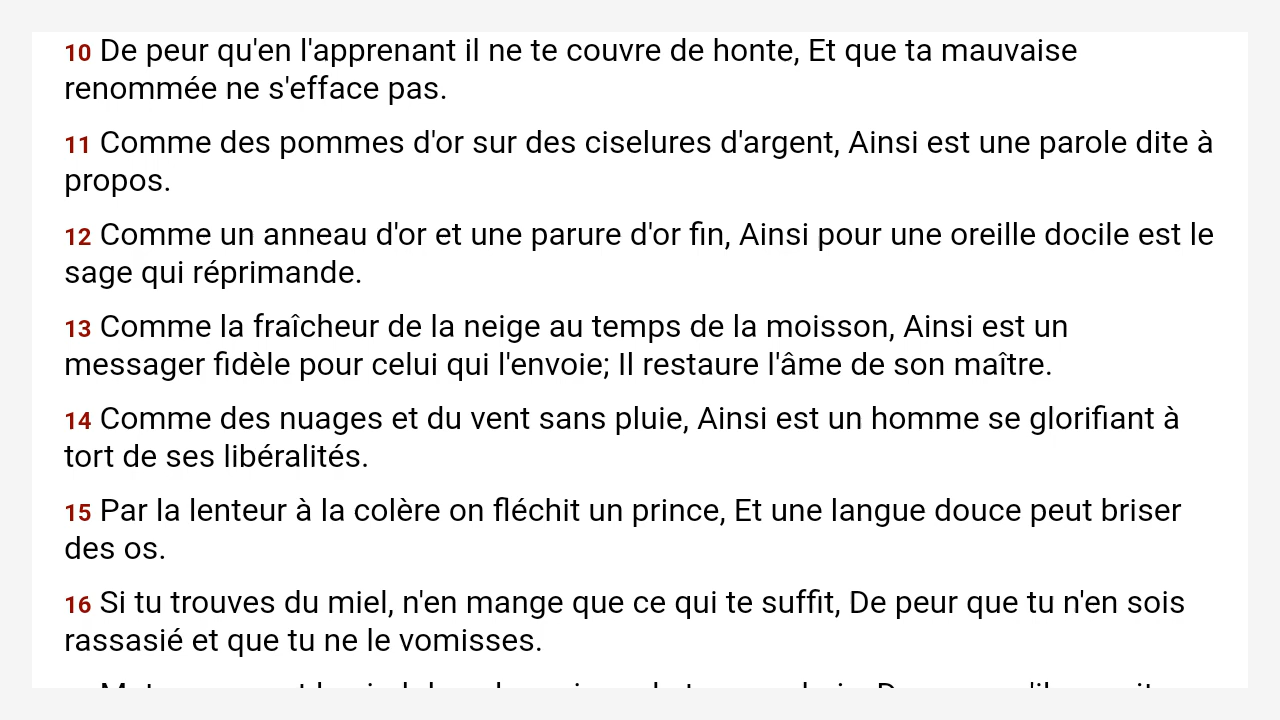 10 De peur qu'en l'apprenant il ne te couvre de honte, Et que ta mauvaise
renommée ne s'efface pas.
11 Comme des pommes d'or sur des ciselures d'argent, Ainsi est une parole dite à
propos.
12 Comme un anneau d'or et une parure d'or fin, Ainsi pour une oreille docile est le
sage qui réprimande.
13 Comme la fraîcheur de la neige au temps de la moisson, Ainsi est un
messager fidèle pour celui qui l'envoie; Il restaure l'âme de son maître.
14 Comme des nuages et du vent sans pluie, Ainsi est un homme se glorifiant à
tort de ses libéralités.
15 Par la lenteur à la colère on fléchit un prince, Et une langue douce peut briser
des os.
16 Si tu trouves du miel, n'en mange que ce qui te suffit, De peur que tu n'en sois
rassasié et que tu ne le vomisses.